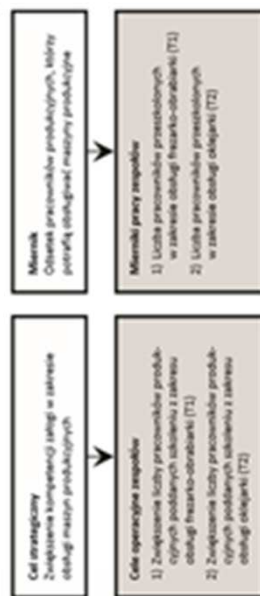 Cel strategiczny
Zwiększenie kompetencji załogi w zakresie
obsługi maszyn produkcyjnych
Miernik
Odsetek pracowników produkcyjnych, którzy
potrafią obsługiwać maszyny produkcyjne
Cele operacyjne zespołów
1) Zwiększenie liczby pracowników produk-
cyjnych poddanych szkoleniu z zakresu
obsługi frezarko-obrabiarki (T1)
2) Zwiększenie liczby pracowników produk-
cyjnych poddanych szkoleniu z zakresu
obsługi oklejarki (T2)
Mierniki pracy zespołów
1) Liczba pracowników przeszkolonych
w zakresie obsługi frezarko-obrabiarki (T1)
2) Liczba pracowników przeszkolonych
w zakresie obsługi oklejarki (T2)